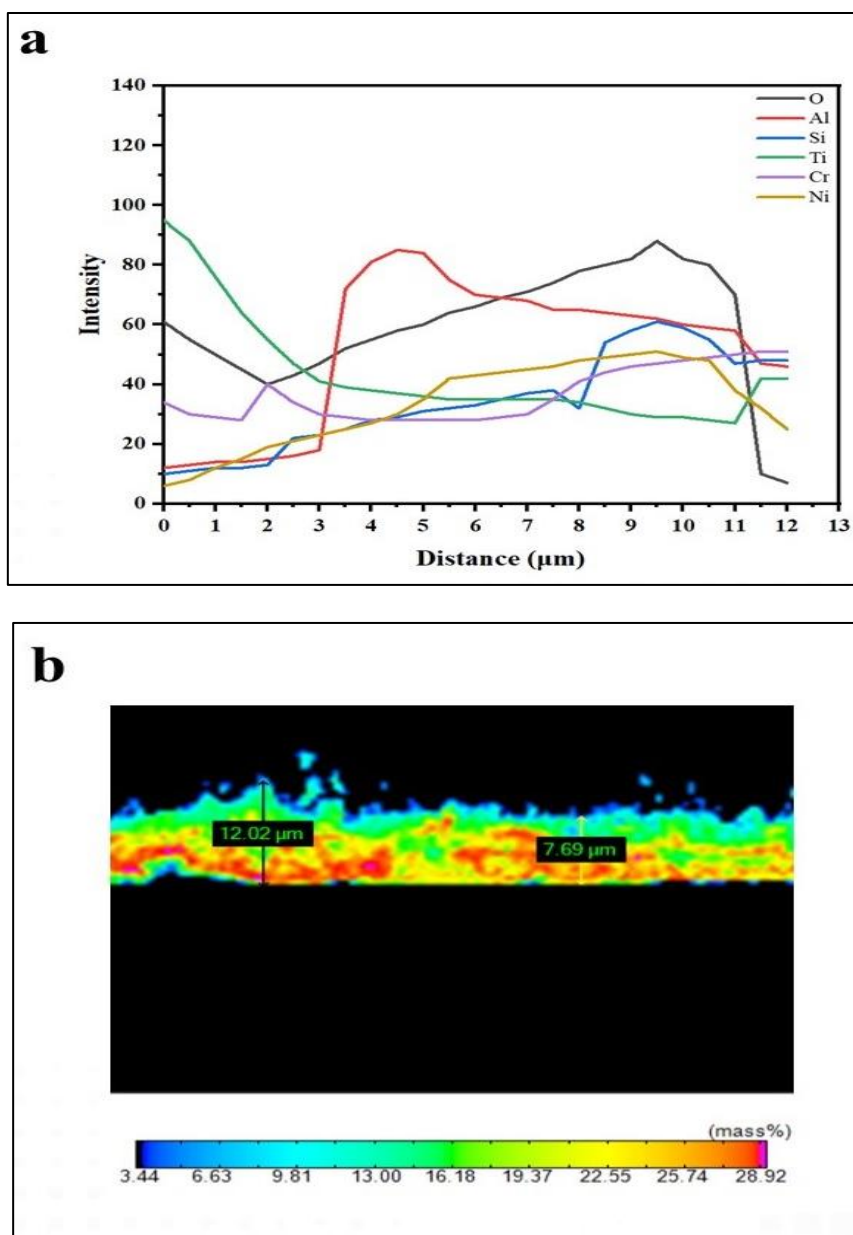 a
140
120
100
80
60
40
20
0
Intensity
O
Al
Si
Ti
Cr
Ni
0 1 2 3 4 5 6 7 8 9 10 11 12 13
Distance (µm)
b
12.02 µm
7.69 µm
(mass%)
3.44 6.63 9.81 13.00 16.18 19.37 22.55 25.74 28.92